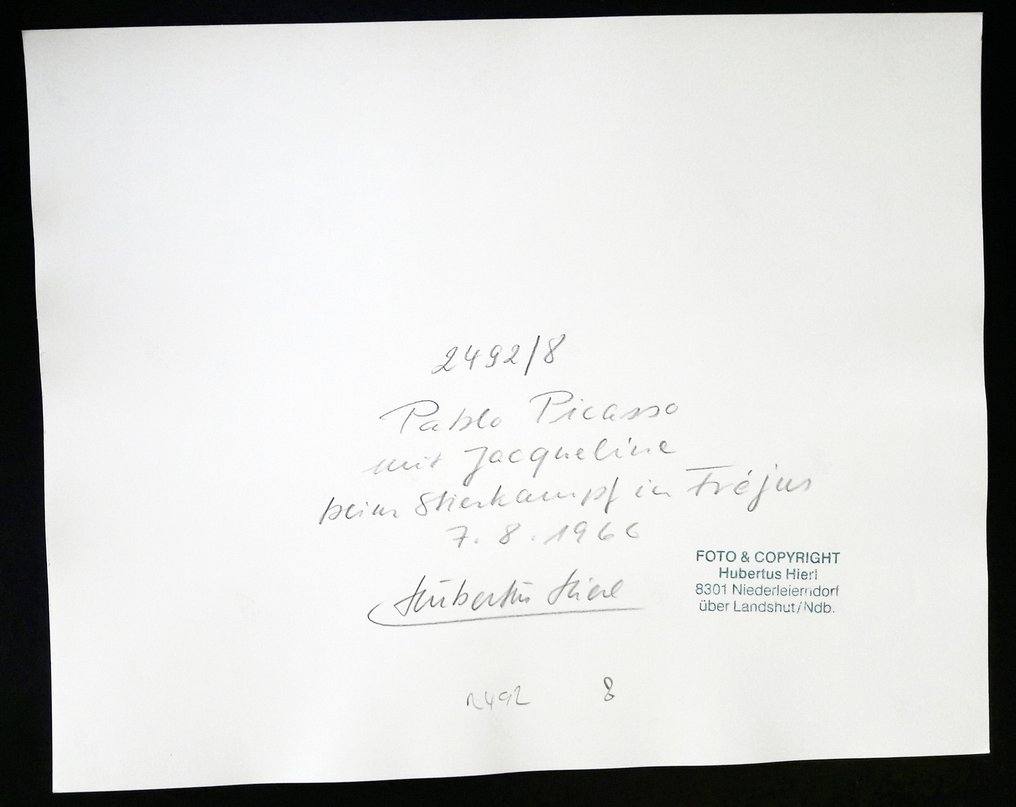 2492/8
Pablo Picasso
mit Jacqueline
beim Stierkampf in Fréjus
7.8.1966
Hubertus Hierl
FOTO & COPYRIGHT
Hubertus Hierl
8301 Niederleierndorf
über Landshut/Ndb.
2492 8